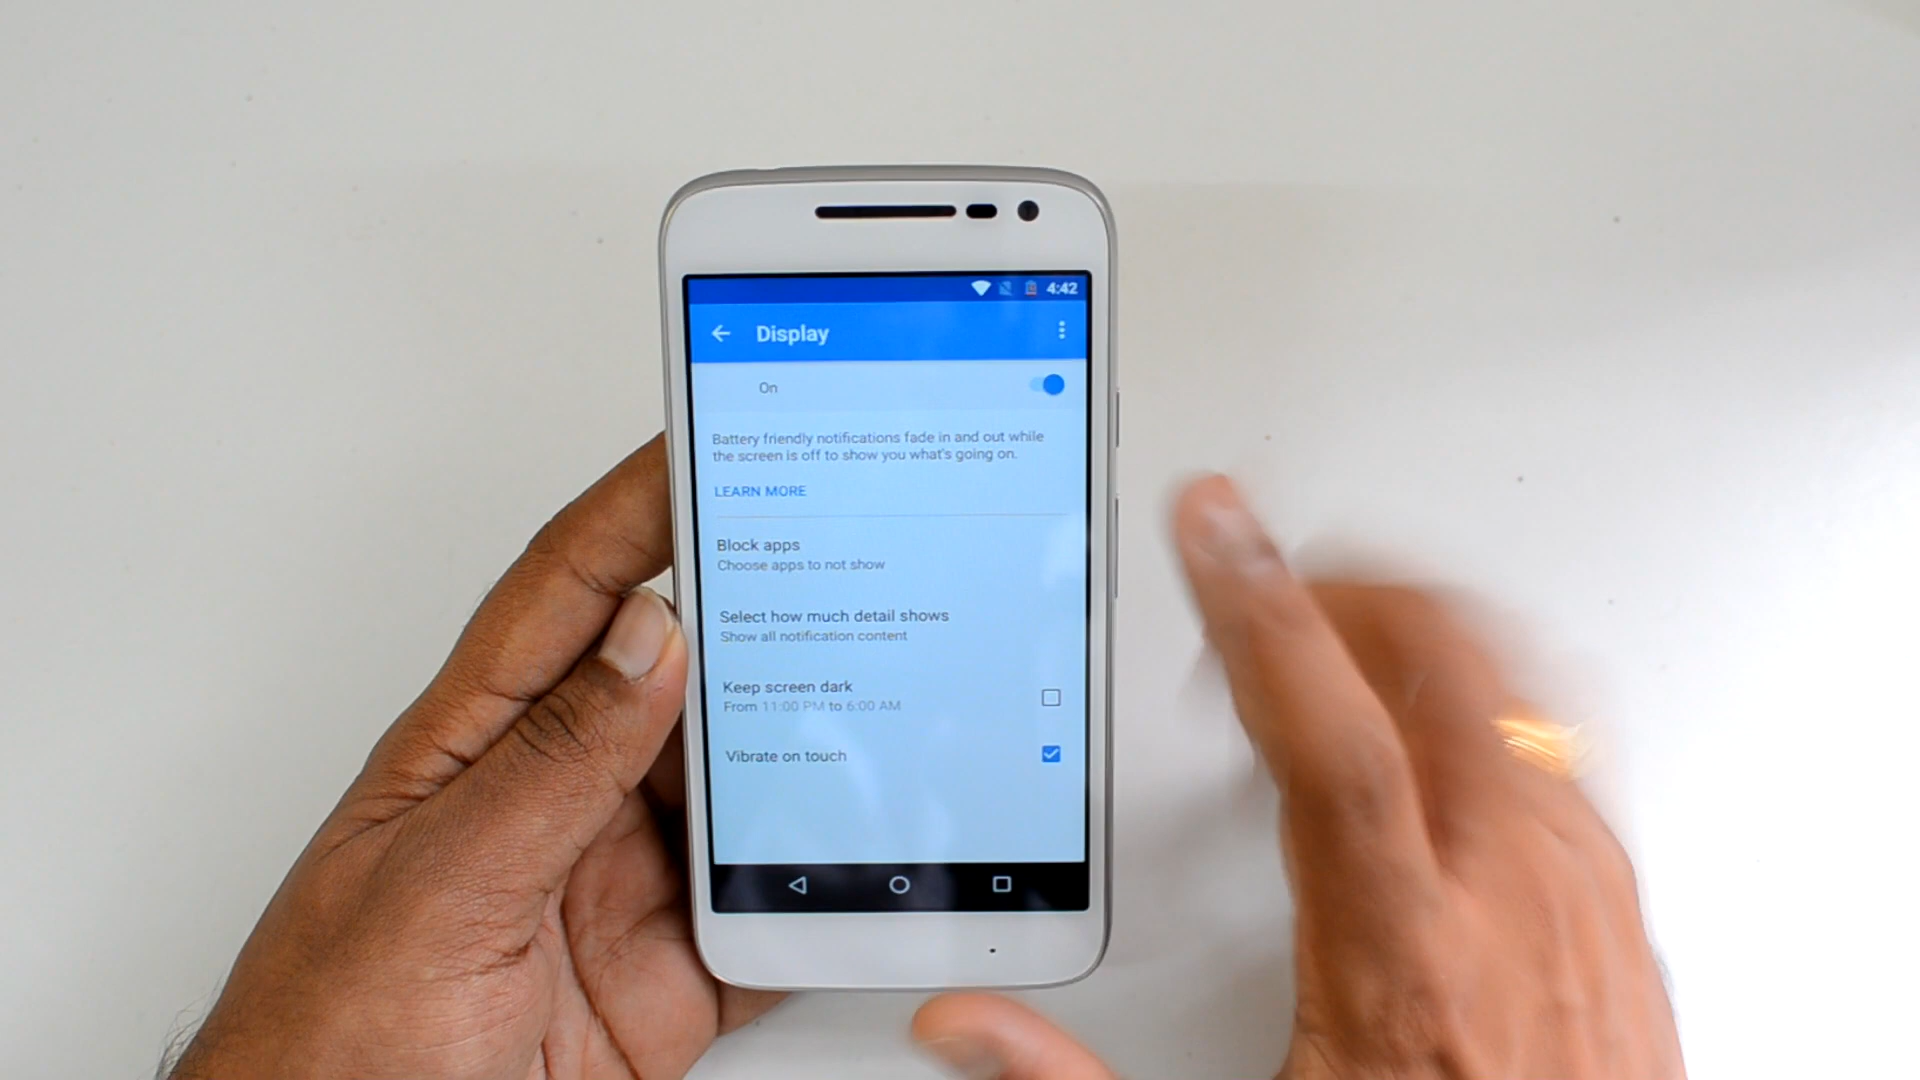 4:42
Display
On
Battery friendly notifications fade in and out while
the screen is off to show you what's going on.
LEARN MORE
Block apps
Choose apps to not show
Select how much detail shows
Show all notification content
Keep screen dark
From 11:00 PM to 6:00 AM
Vibrate on touch